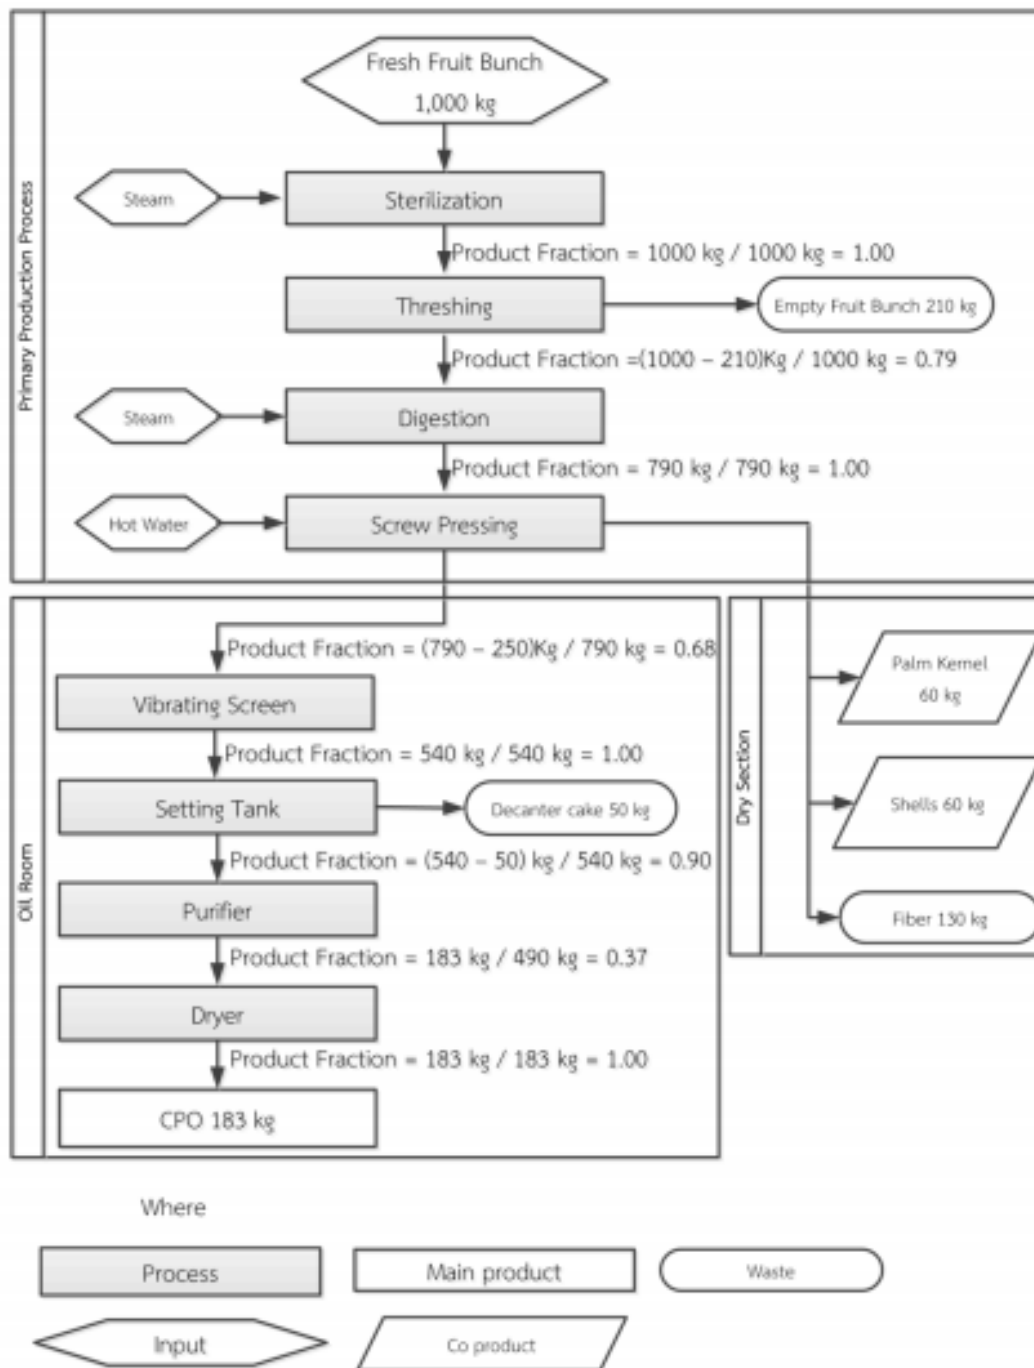 Primary Production Process
Fresh Fruit Bunch
1,000 kg
Steam
Sterilization
Product Fraction = 1000 kg / 1000 kg = 1.00
Threshing
Empty Fruit Bunch 210 kg
Product Fraction =(1000 – 210)Kg / 1000 kg = 0.79
Steam
Digestion
Product Fraction = 790 kg / 790 kg = 1.00
Hot Water
Screw Pressing
Oil Room
Product Fraction = (790 – 250)Kg / 790 kg = 0.68
Vibrating Screen
Product Fraction = 540 kg / 540 kg = 1.00
Setting Tank
Decanter cake 50 kg
Product Fraction = (540 – 50) kg / 540 kg = 0.90
Purifier
Product Fraction = 183 kg / 490 kg = 0.37
Dryer
Product Fraction = 183 kg / 183 kg = 1.00
CPO 183 kg
Dry Section
Palm Kernel
60 kg
Shells 60 kg
Fiber 130 kg
Where
Process
Main product
Waste
Input
Co product